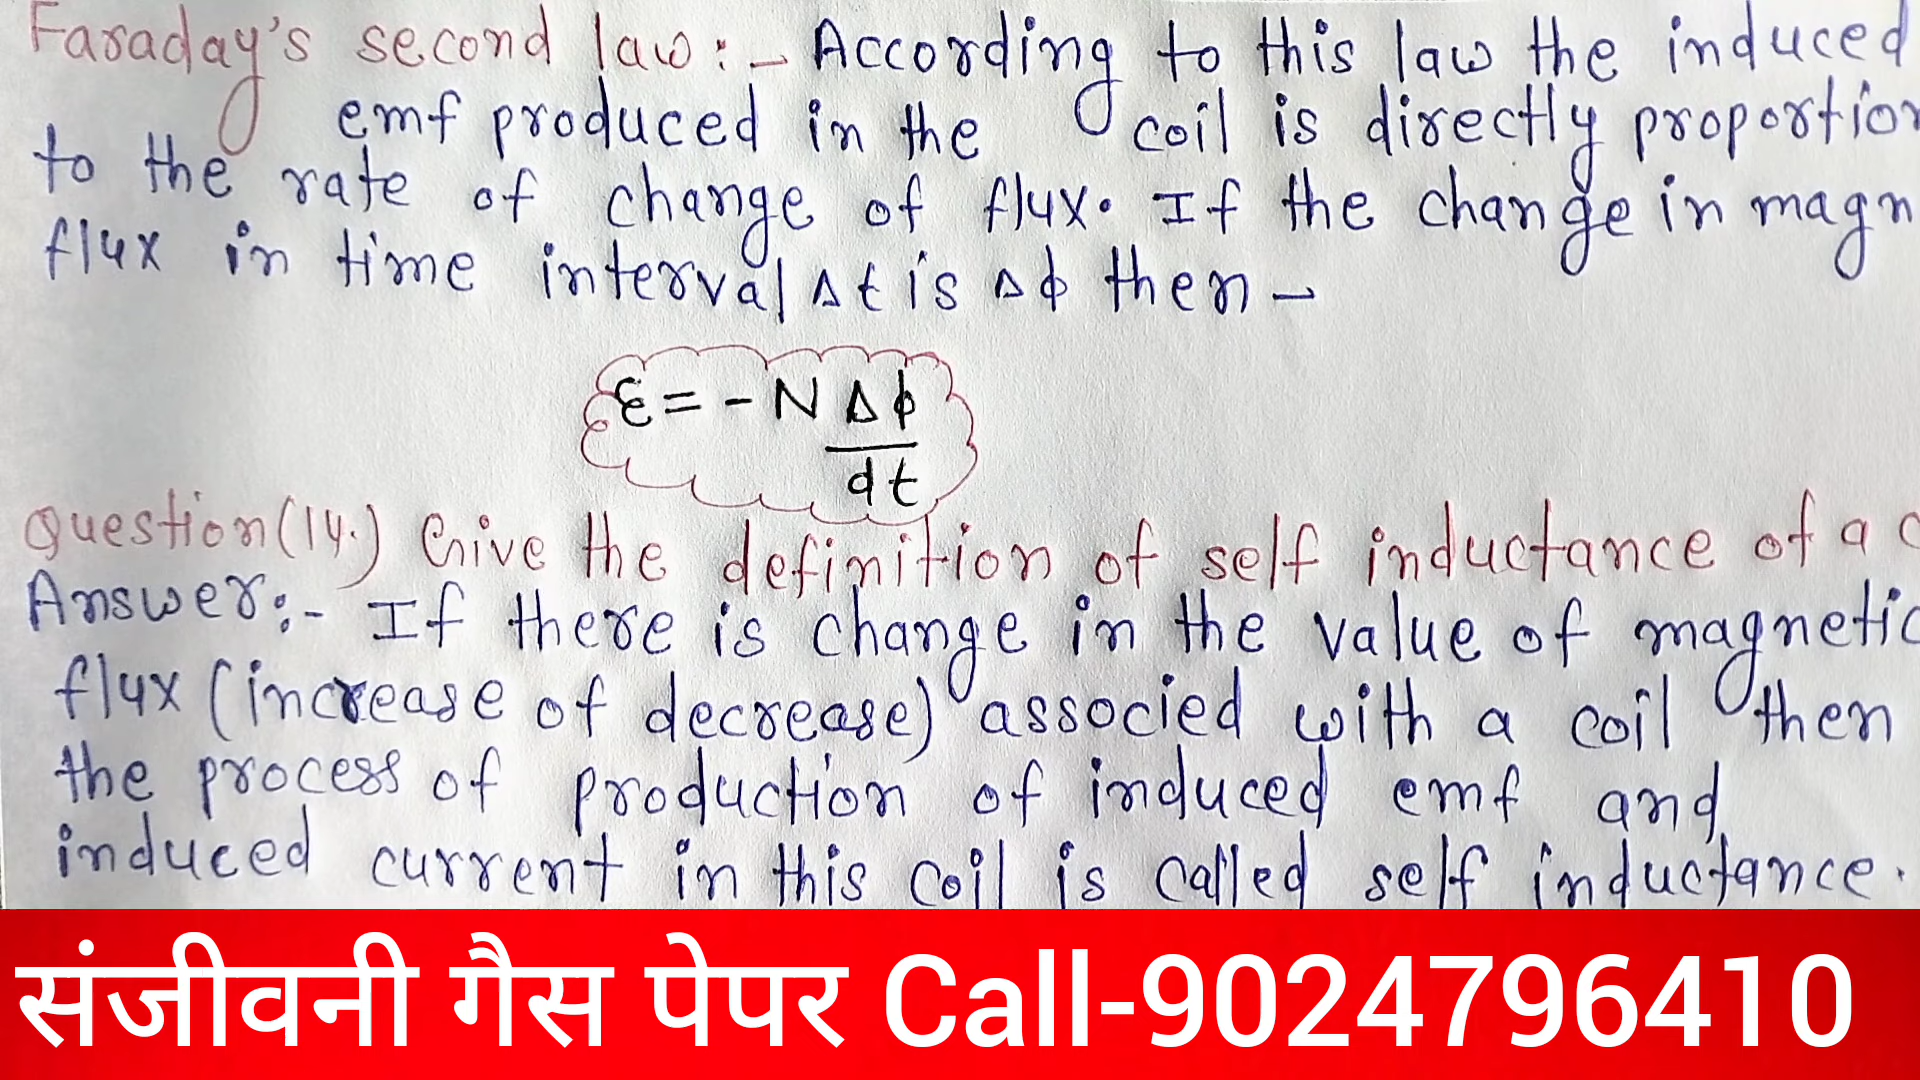 Faraday's second law:- According to this law the induced
emf produced in the coil is directly proportion
to the rate of change of flux. If the change in magn
flux in time interval Δt is Δϕ then -
ε = - N Δϕ
dt
Question(14.) Give the definition of self inductance of a c
Answer:- If there is change in the value of magnetic
flux (increase of decrease) associed with a coil then
the process of production of induced emf and
induced current in this coil is called self inductance.
संजीवनी गैस पेपर Call-9024796410